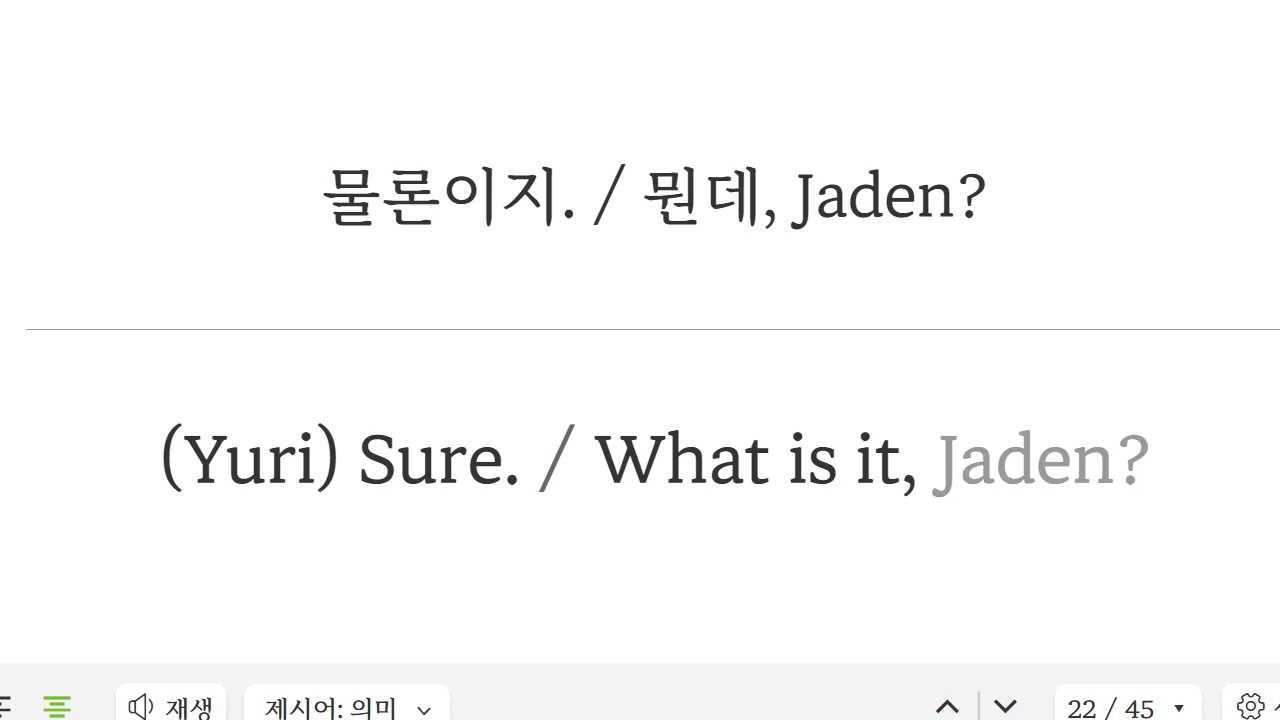 물론이지. / 뭔데, Jaden?
(Yuri) Sure. / What is it, Jaden?
재생 제시어: 의미 22 / 45